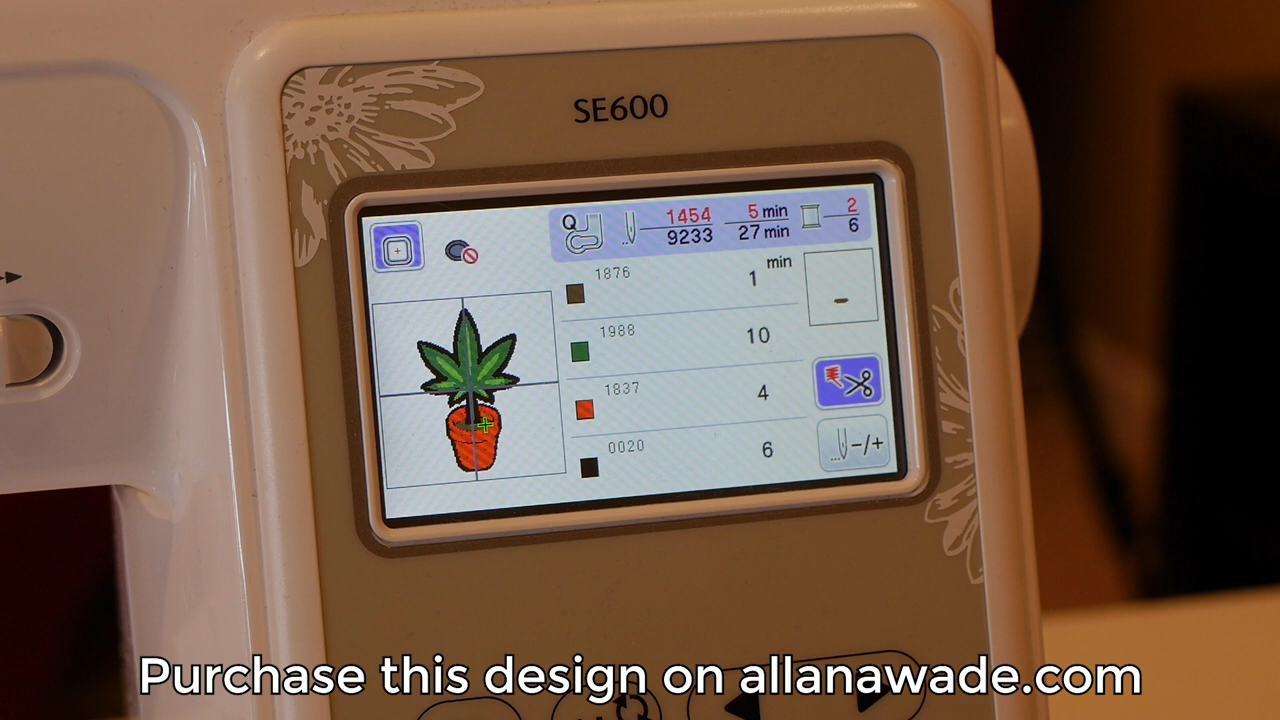 SE600
Q
1454 5 min 2
9233 27 min 6
min
1876 1
1988 10
-
1837 4
0020 6
-/+
Purchase this design on allanawade.com